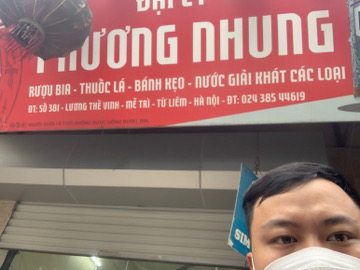 ĐẠI LÝ
PHƯƠNG NHUNG
RƯỢU BIA - THUỐC LÁ - BÁNH KẸO - NƯỚC GIẢI KHÁT CÁC LOẠI
ĐT: SỐ 381 - LƯƠNG THẾ VINH - MỄ TRÌ - TỪ LIÊM - HÀ NỘI - ĐT: 024 385 44619
SIM